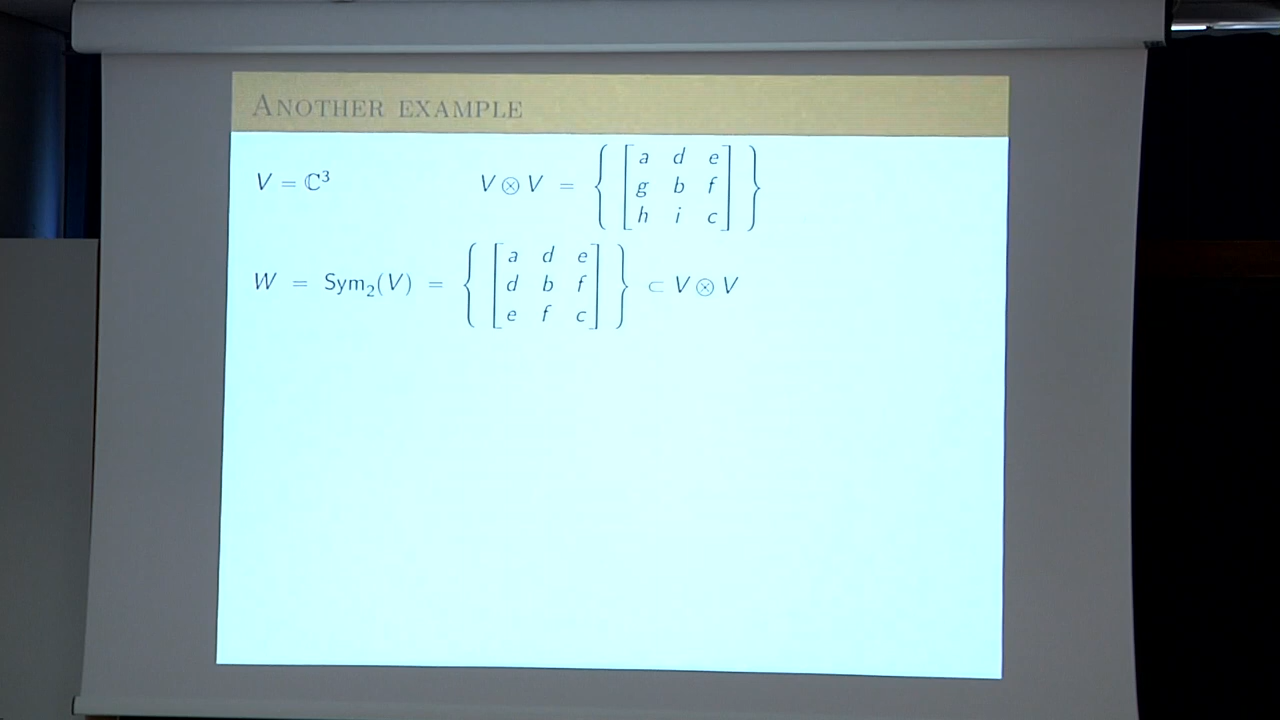 ANOTHER EXAMPLE
V = ℂ³ V ⊗ V = { [ a d e
g b f
h i c ] }
W = Sym₂(V) = { [ a d e
d b f
e f c ] } ⊂ V ⊗ V